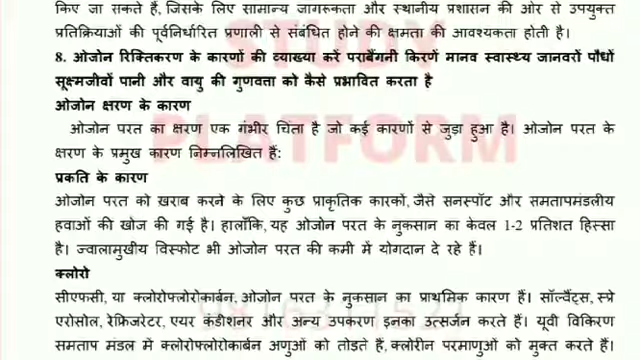 किए जा सकते हैं, जिसके लिए सामान्य जागरूकता और स्थानीय प्रशासन की ओर से उपयुक्त
प्रतिक्रियाओं की पूर्वनिर्धारित प्रणाली से संबंधित होने की क्षमता की आवश्यकता होती है।
8. ओजोन रिक्तिकरण के कारणों की व्याख्या करें पराबैंगनी किरणें मानव स्वास्थ्य जानवरों पौधों
सूक्ष्मजीवों पानी और वायु की गुणवत्ता को कैसे प्रभावित करता है
ओजोन क्षरण के कारण
ओजोन परत का क्षरण एक गंभीर चिंता है जो कई कारणों से जुड़ा हुआ है। ओजोन परत के
क्षरण के प्रमुख कारण निम्नलिखित हैं:
प्रकति के कारण
ओजोन परत को ख़राब करने के लिए कुछ प्राकृतिक कारकों, जैसे सनस्पॉट और समतापमंडलीय
हवाओं की खोज की गई है। हालाँकि, यह ओजोन परत के नुकसान का केवल 1-2 प्रतिशत हिस्सा
है। ज्वालामुखीय विस्फोट भी ओजोन परत की कमी में योगदान दे रहे हैं।
क्लोरो
सीएफसी, या क्लोरोफ्लोरोकार्बन, ओजोन परत के नुकसान का प्राथमिक कारण हैं। सॉल्वैंट्स, स्प्रे
एरोसोल, रेफ्रिजरेटर, एयर कंडीशनर और अन्य उपकरण इनका उत्सर्जन करते हैं। यूवी विकिरण
समताप मंडल में क्लोरोफ्लोरोकार्बन अणुओं को तोड़ते हैं, क्लोरीन परमाणुओं को मुक्त करते हैं।
STUDY
PLATFORM